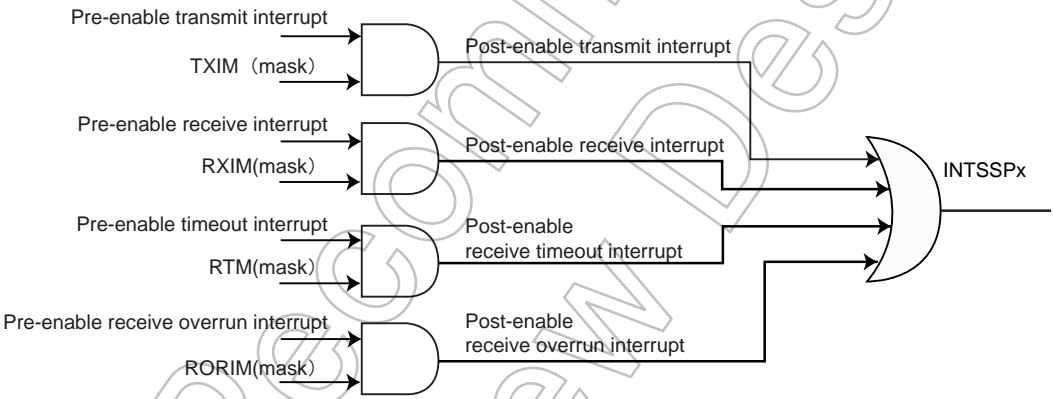 Pre-enable transmit interrupt
TXIM（mask）
Post-enable transmit interrupt
Pre-enable receive interrupt
RXIM(mask）
Post-enable receive interrupt
INTSSPx
Pre-enable timeout interrupt
RTM(mask）
Post-enable
receive timeout interrupt
Pre-enable receive overrun interrupt
RORIM(mask）
Post-enable
receive overrun interrupt